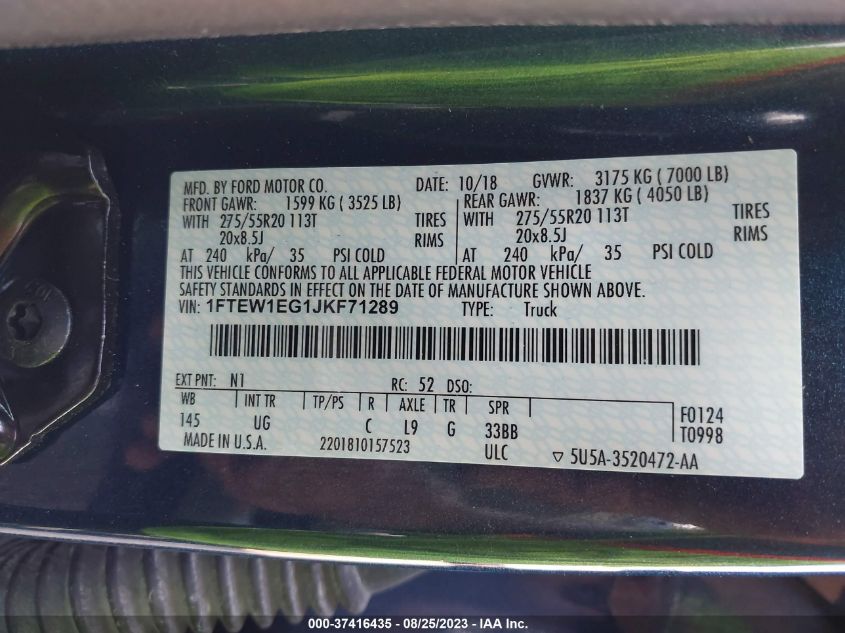 MFD. BY FORD MOTOR CO. DATE: 10/18 GVWR: 3175 KG ( 7000 LB)
FRONT GAWR: 1599 KG ( 3525 LB) REAR GAWR: 1837 KG ( 4050 LB)
WITH 275/55R20 113T TIRES WITH 275/55R20 113T TIRES
20x8.5J RIMS 20x8.5J RIMS
AT 240 kPa/ 35 PSI COLD AT 240 kPa/ 35 PSI COLD
THIS VEHICLE CONFORMS TO ALL APPLICABLE FEDERAL MOTOR VEHICLE
SAFETY STANDARDS IN EFFECT ON THE DATE OF MANUFACTURE SHOWN ABOVE.
VIN: 1FTEW1EG1JKF71289 TYPE: Truck
EXT PNT: N1 RC: 52 DSO:
WB INT TR TP/PS R AXLE TR SPR
145 UG C L9 G 33BB
F0124
T0998
MADE IN U.S.A. 2201810157523 ULC ▽ 5U5A-3520472-AA
000-37416435 - 08/25/2023 - IAA Inc.